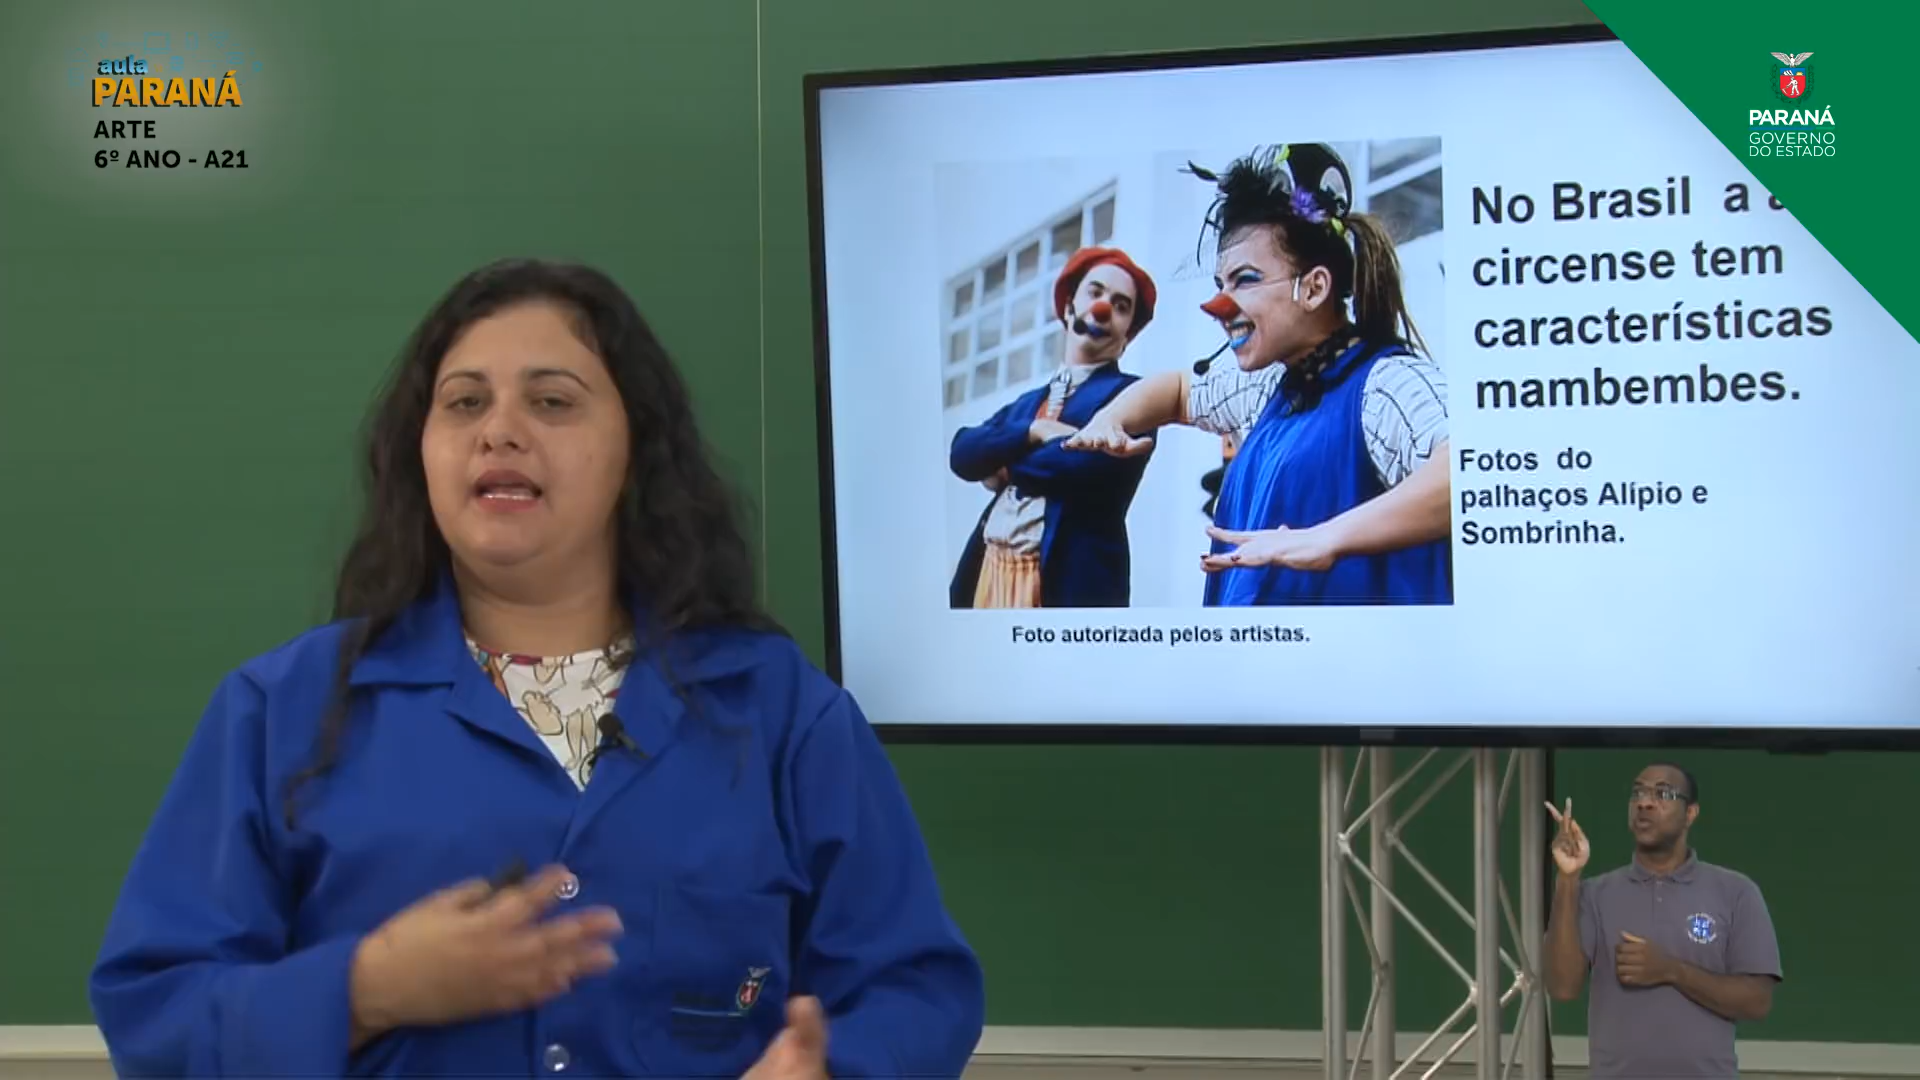 aula
PARANÁ
ARTE
6º ANO - A21
PARANÁ
GOVERNO
DO ESTADO
No Brasil a
circense tem
características
mambembes.
Fotos do
palhaços Alípio e
Sombrinha.
Foto autorizada pelos artistas.